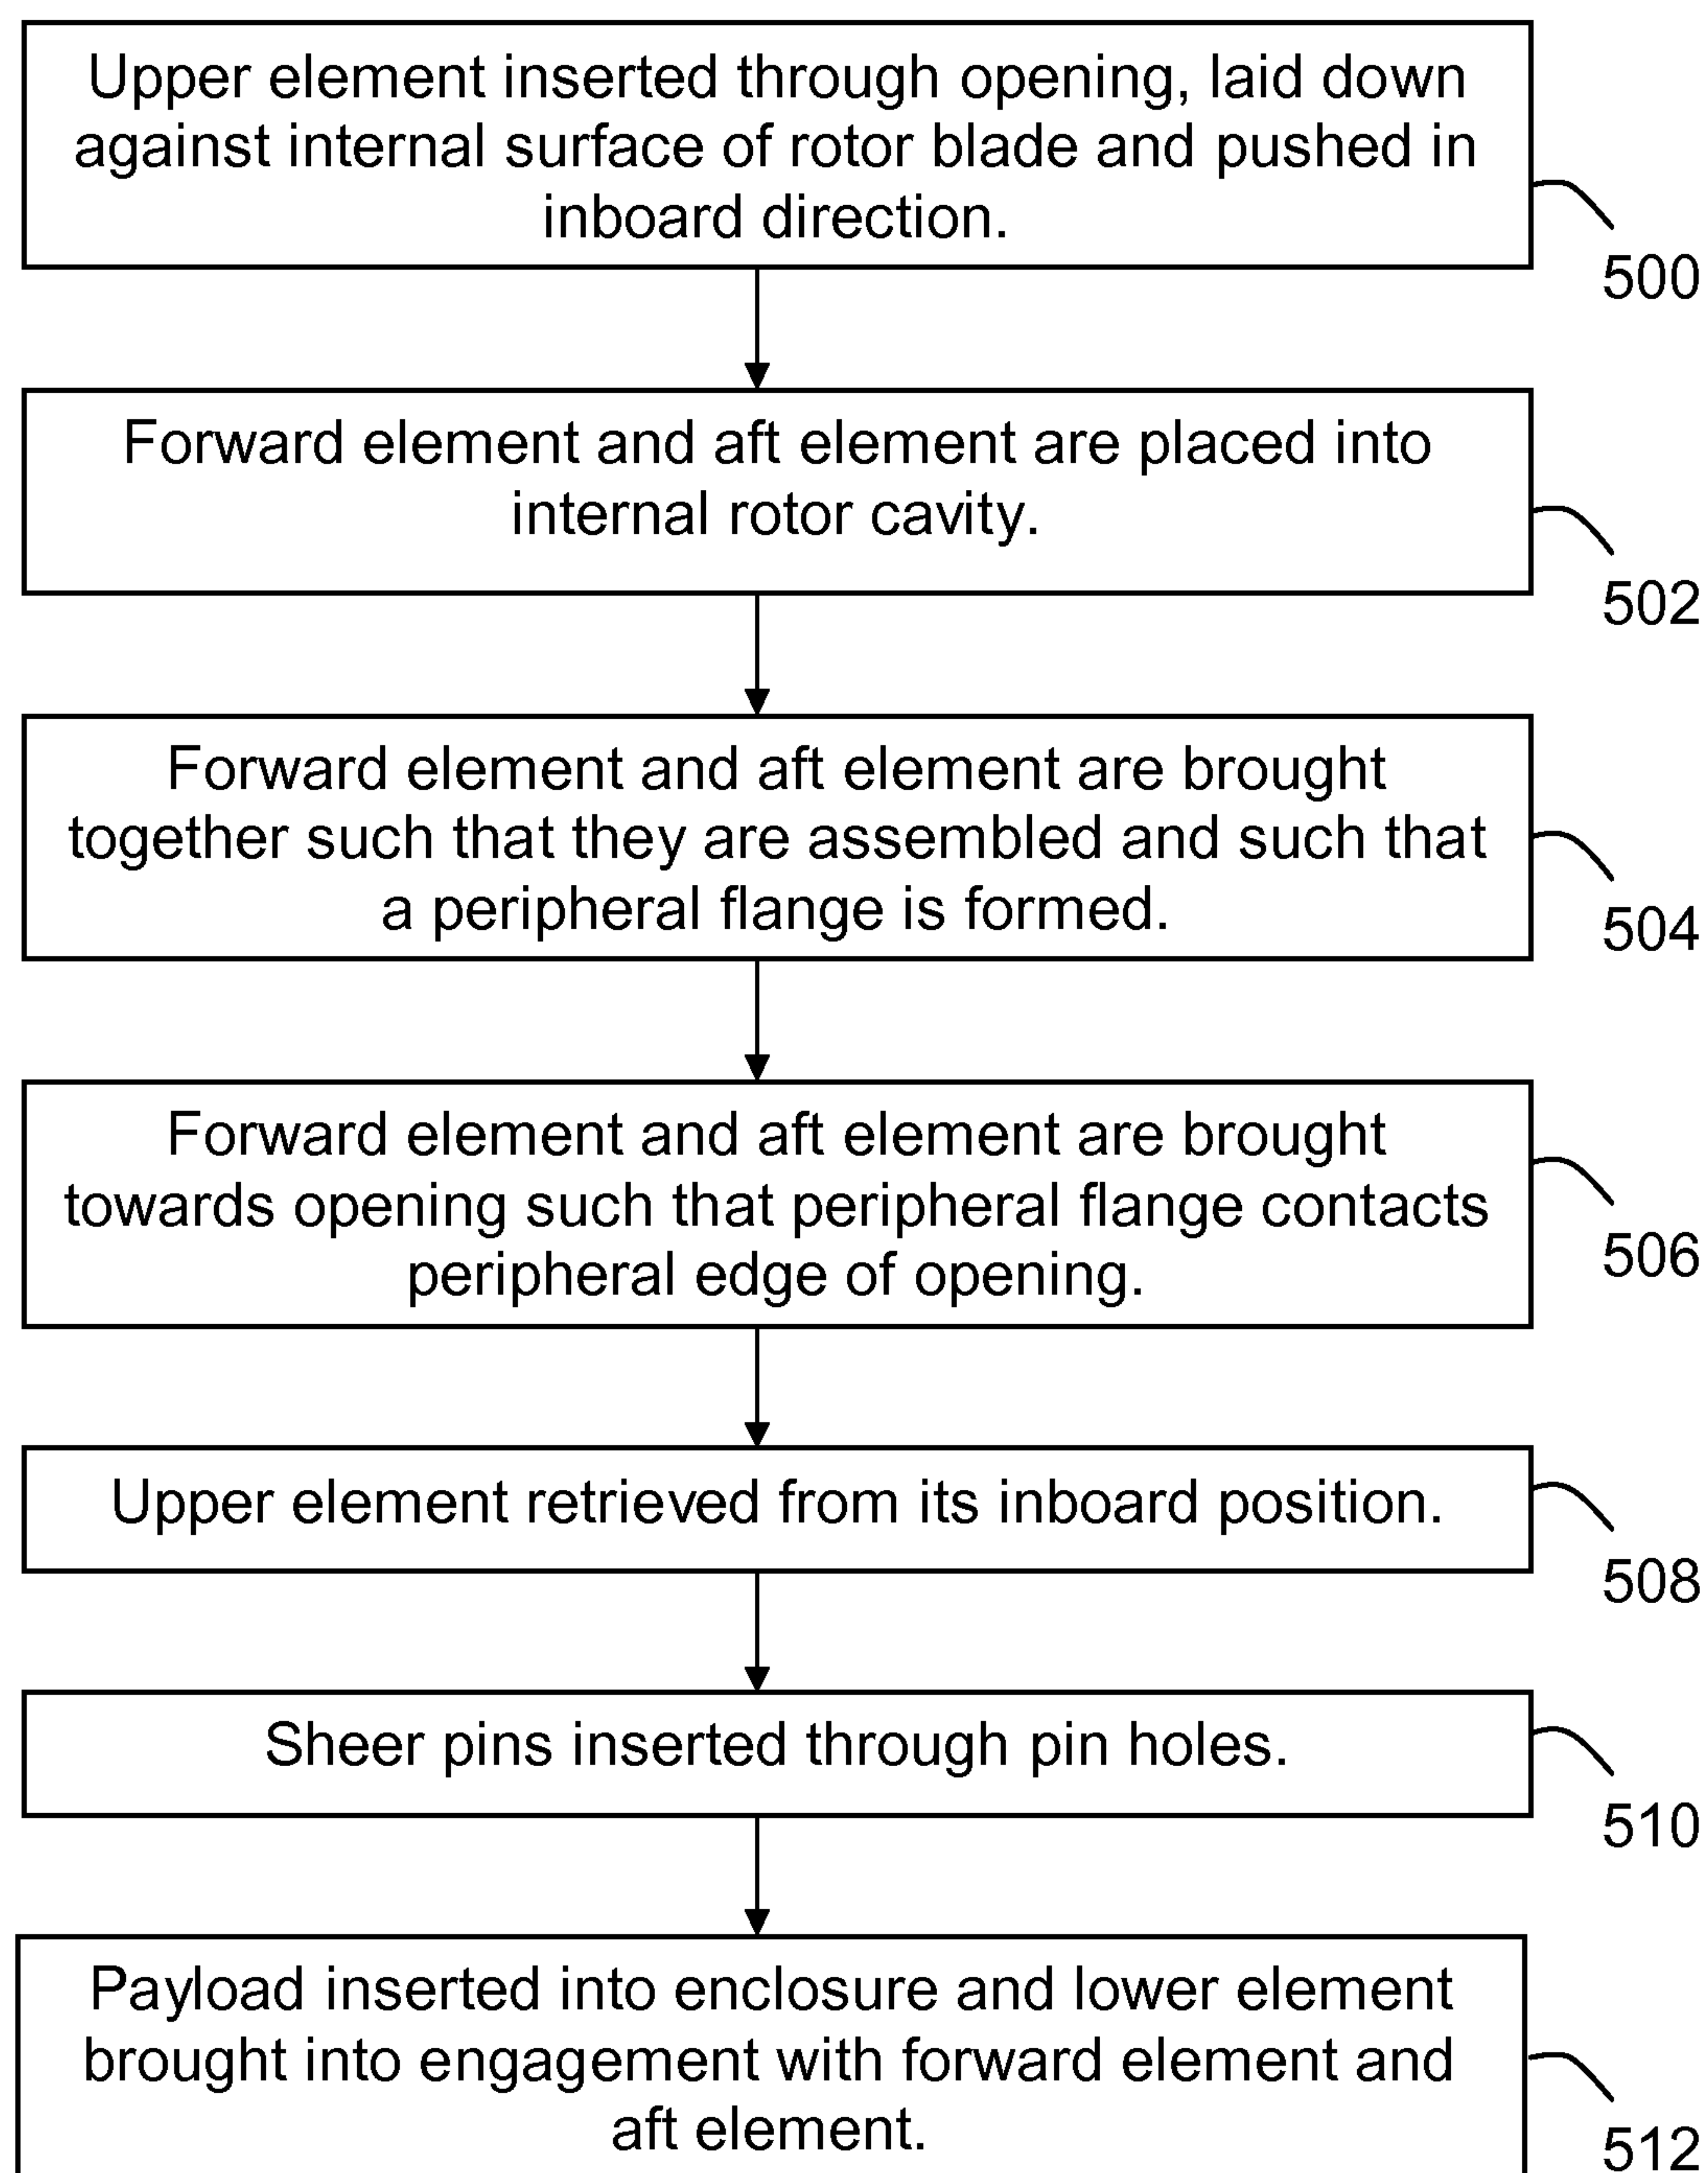 Upper element inserted through opening, laid down
against internal surface of rotor blade and pushed in
inboard direction.
500
Forward element and aft element are placed into
internal rotor cavity.
502
Forward element and aft element are brought
together such that they are assembled and such that
a peripheral flange is formed.
504
Forward element and aft element are brought
towards opening such that peripheral flange contacts
peripheral edge of opening.
506
Upper element retrieved from its inboard position.
508
Sheer pins inserted through pin holes.
510
Payload inserted into enclosure and lower element
brought into engagement with forward element and
aft element.
512